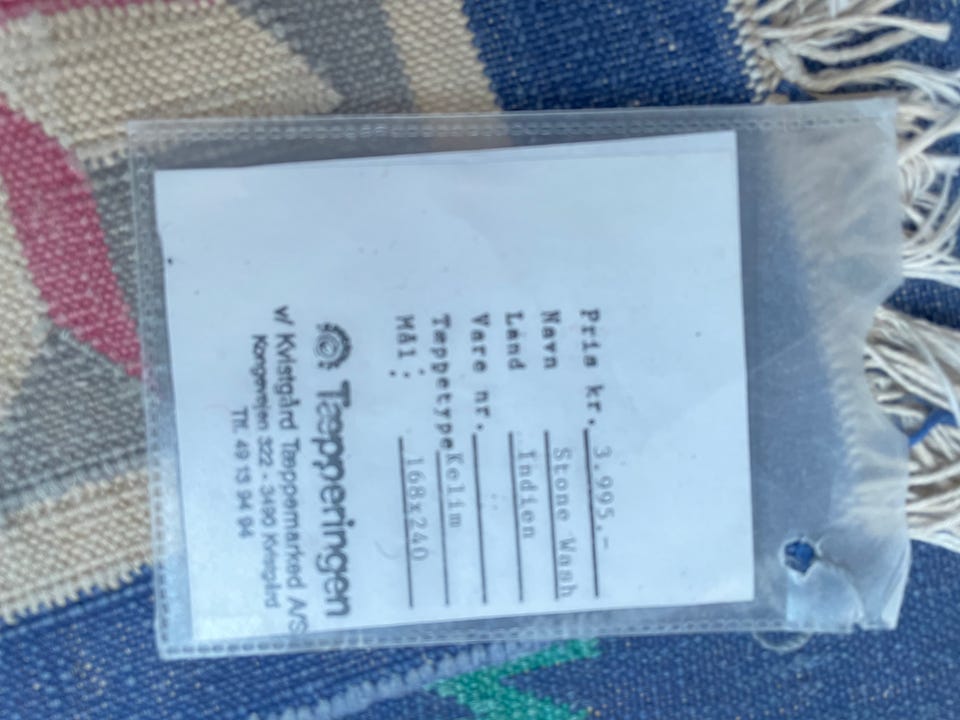 Pris kr. 3.995.-
Navn Stone Wash
Land Indien
Vare nr.
Tæppetype Kelim
Mål: 168x240
Tæpperingen
v/ Kvistgård Tæppemarked A/S
Kongevejen 322 - 3490 Kvistgård
Tlf. 49 13 94 94